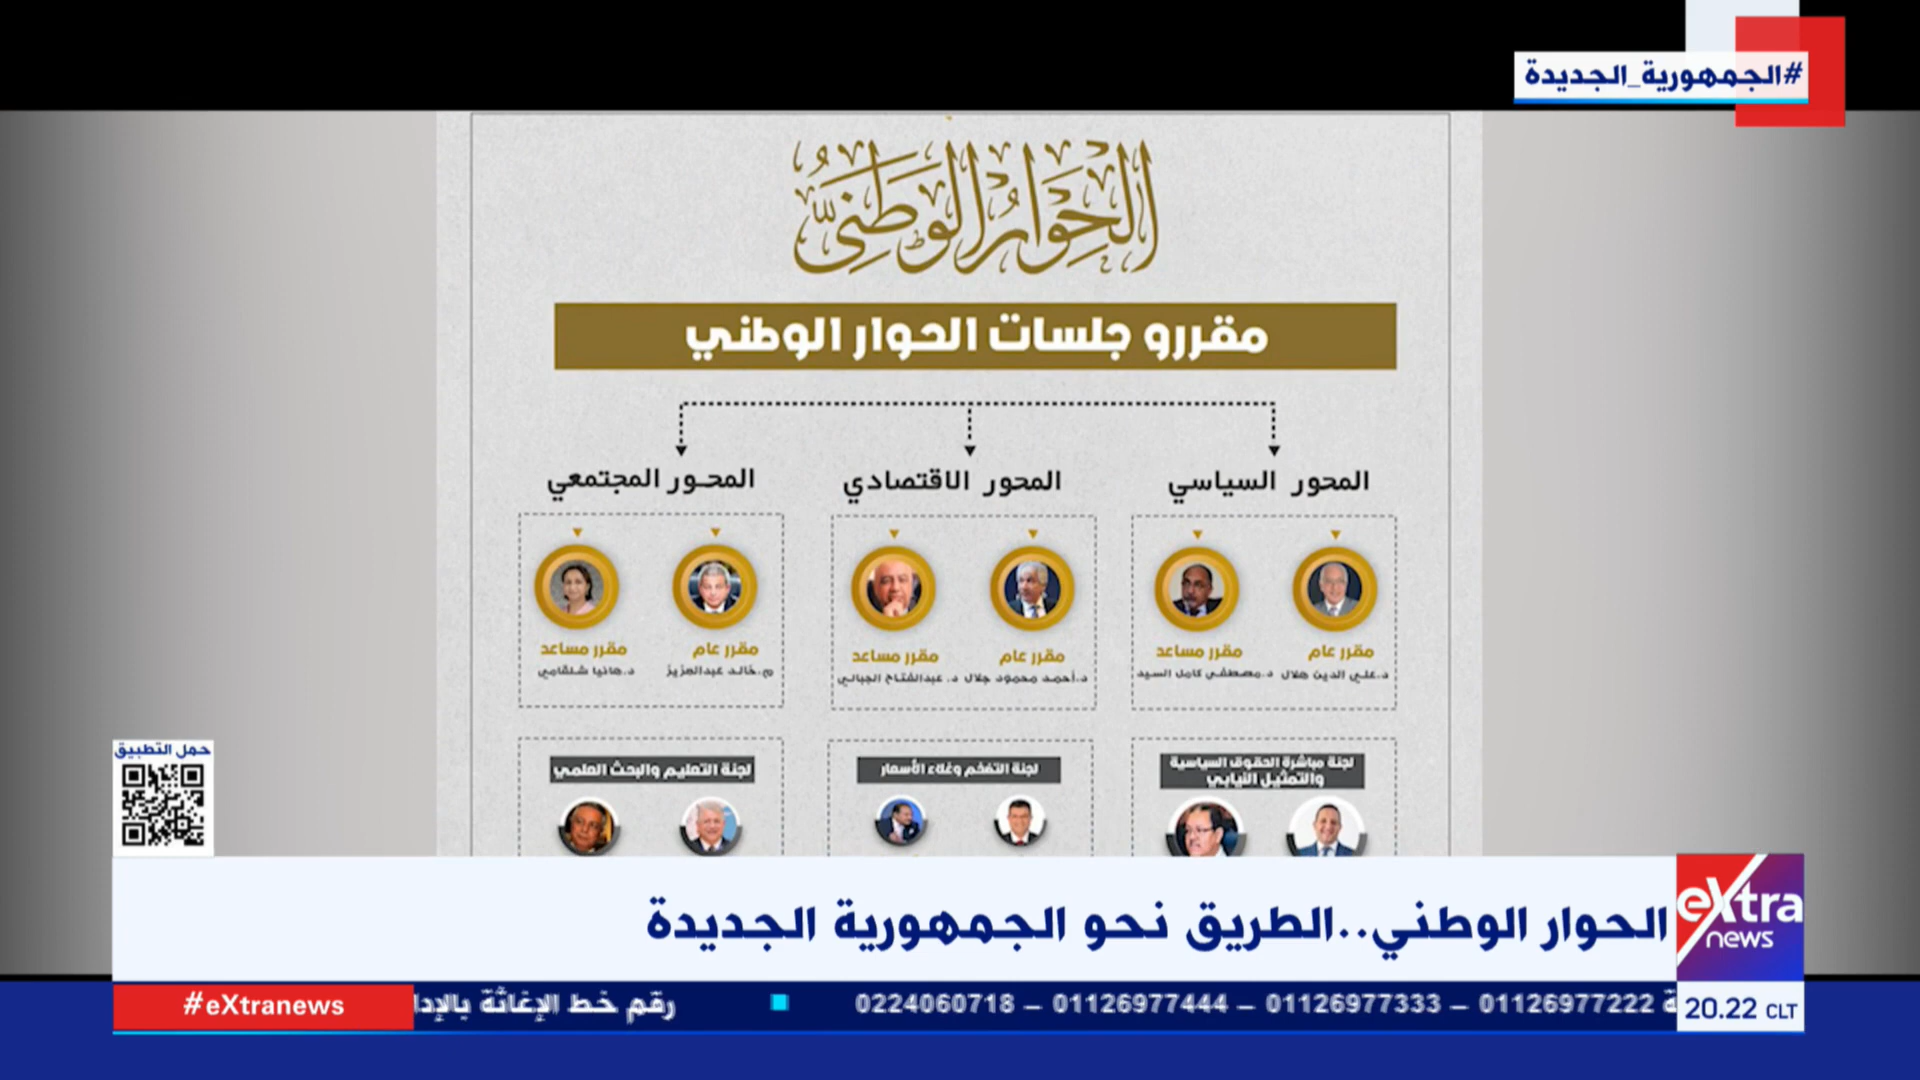 #الجمهورية_الجديدة
الحوار الوطني
مقررو جلسات الحوار الوطني
المحور السياسي
المحور الاقتصادي
المحور المجتمعي
مقرر عام
مقرر مساعد
مقرر عام
مقرر مساعد
مقرر عام
مقرر مساعد
د.علي الدين هلال
د.مصطفى كامل السيد
د.أحمد محمود جلال
د. عبدالفتاح الجبالي
م.خالد عبدالعزيز
د.هانيا شلقامي
لجنة مباشرة الحقوق السياسية
والتمثيل النيابي
لجنة التضخم وغلاء الأسعار
لجنة التعليم والبحث العلمي
حمل التطبيق
الحوار الوطني..الطريق نحو الجمهورية الجديدة
eXtra
news
01126977222 – 01126977333 – 01126977444 – 0224060718
رقم خط الإغاثة
#eXtranews
20.22 CLT